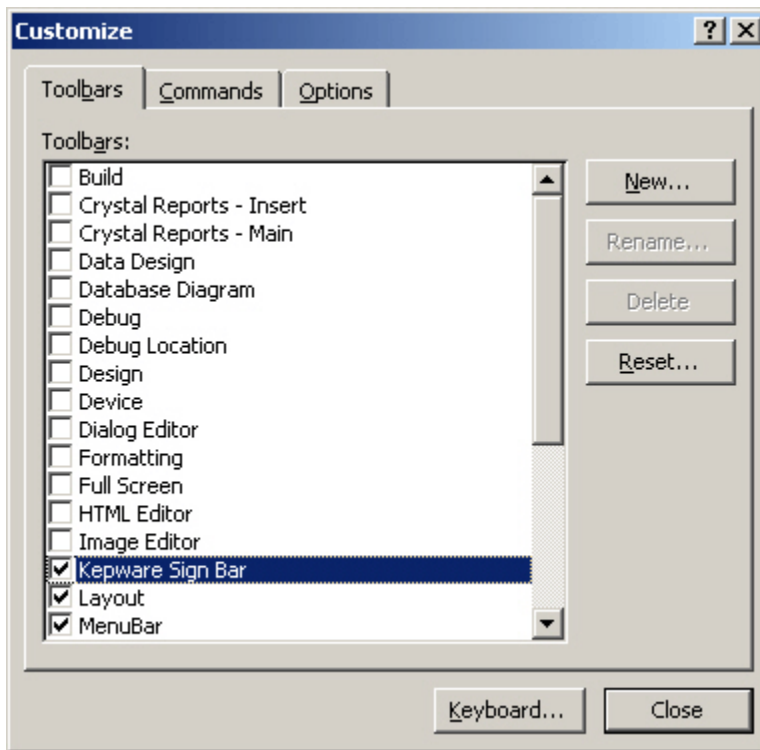 Customize
Toolbars Commands Options
Toolbars:
Build
Crystal Reports - Insert
Crystal Reports - Main
Data Design
Database Diagram
Debug
Debug Location
Design
Device
Dialog Editor
Formatting
Full Screen
HTML Editor
Image Editor
Kepware Sign Bar
Layout
MenuBar
New...
Rename...
Delete
Reset...
Keyboard... Close